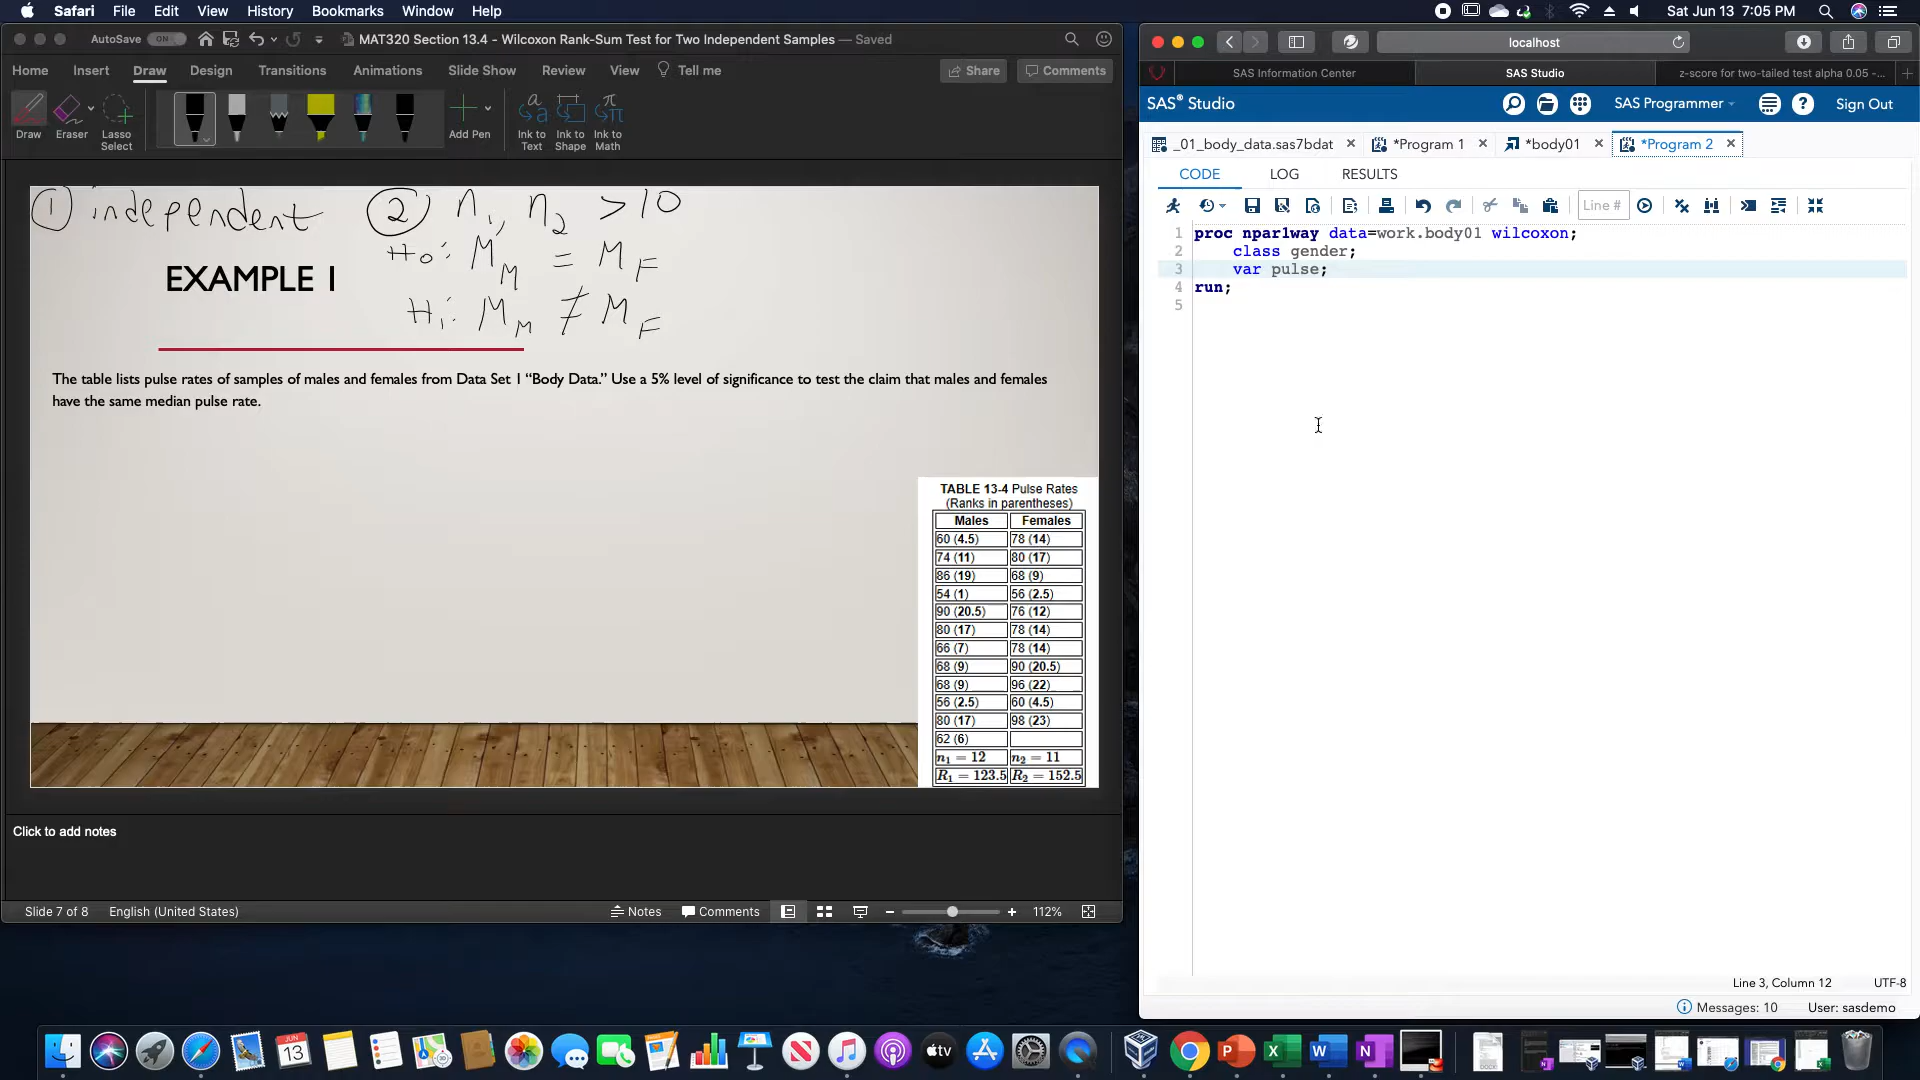 Safari File Edit View History Bookmarks Window Help
Sat Jun 13 7:05 PM
AutoSave ON
MAT320 Section 13.4 - Wilcoxon Rank-Sum Test for Two Independent Samples — Saved
Home Insert Draw Design Transitions Animations Slide Show Review View Tell me
Share Comments
Draw Eraser Lasso Select Add Pen Ink to Text Ink to Shape Ink to Math
① independent ② n₁, n₂ >10
H₀: M_M = M_F
EXAMPLE 1
H₁: M_M ≠ M_F
The table lists pulse rates of samples of males and females from Data Set 1 “Body Data.” Use a 5% level of significance to test the claim that males and females
have the same median pulse rate.
TABLE 13-4 Pulse Rates
(Ranks in parentheses)
Males Females
60 (4.5) 78 (14)
74 (11) 80 (17)
86 (19) 68 (9)
54 (1) 56 (2.5)
90 (20.5) 76 (12)
80 (17) 78 (14)
66 (7) 78 (14)
68 (9) 90 (20.5)
68 (9) 96 (22)
56 (2.5) 60 (4.5)
80 (17) 98 (23)
62 (6)
n₁ = 12 n₂ = 11
R₁ = 123.5 R₂ = 152.5
Click to add notes
Slide 7 of 8 English (United States) Notes Comments 112%
localhost
SAS Information Center SAS Studio z-score for two-tailed test alpha 0.05 -...
SAS® Studio SAS Programmer Sign Out
_01_body_data.sas7bdat *Program 1 *body01 *Program 2
CODE LOG RESULTS
Line #
1 proc npar1way data=work.body01 wilcoxon;
2 class gender;
3 var pulse;
4 run;
5
Line 3, Column 12 UTF-8
Messages: 10 User: sasdemo
JUN
13
tv
P X W N
DOCX